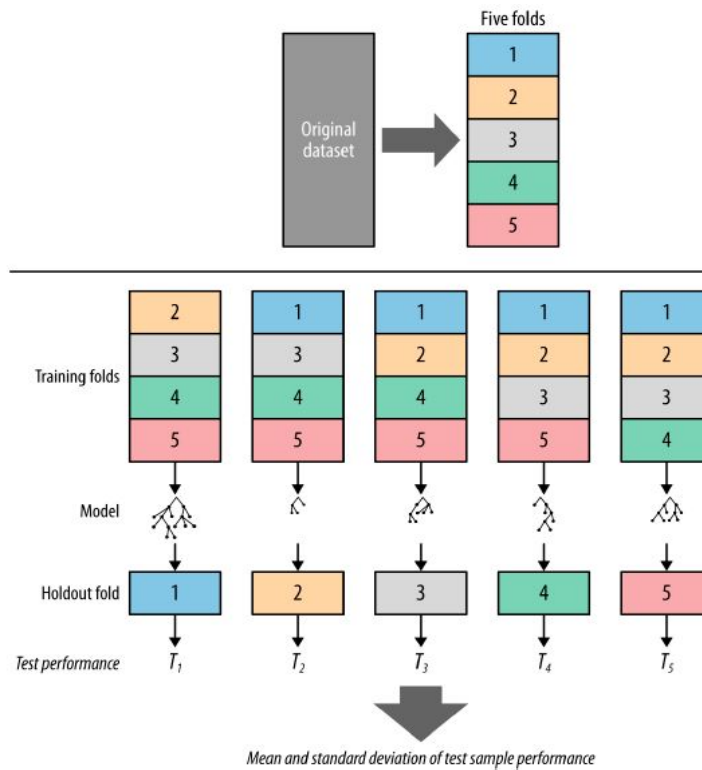 Five folds
Original
dataset
1
2
3
4
5
Training folds
2
3
4
5
1
3
4
5
1
2
4
5
1
2
3
5
1
2
3
4
Model
Holdout fold
1
2
3
4
5
Test performance
T1
T2
T3
T4
T5
Mean and standard deviation of test sample performance